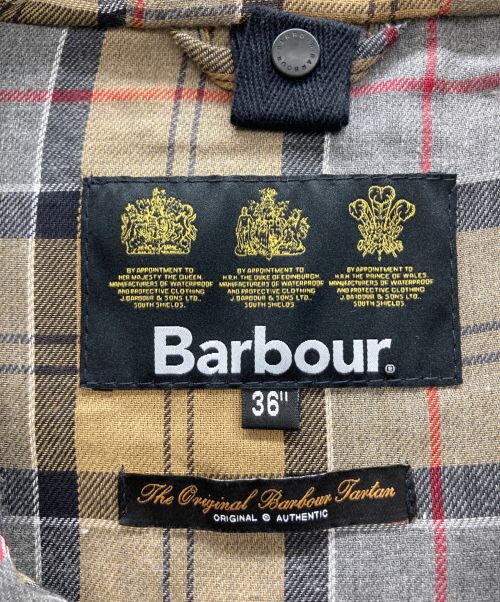 BY APPOINTMENT TO
HER MAJESTY THE QUEEN
MANUFACTURERS OF WATERPROOF
AND PROTECTIVE CLOTHING
J.BARBOUR & SONS LTD.
SOUTH SHIELDS.
BY APPOINTMENT TO
H.R.H. THE DUKE OF EDINBURGH.
MANUFACTURERS OF WATERPROOF
AND PROTECTIVE CLOTHING
J.BARBOUR & SONS LTD.
SOUTH SHIELDS.
BY APPOINTMENT TO
H.R.H. THE PRINCE OF WALES.
MANUFACTURERS OF WATERPROOF
AND PROTECTIVE CLOTHING
J.BARBOUR & SONS LTD.
SOUTH SHIELDS.
Barbour®
36"
The Original Barbour Tartan
ORIGINAL © AUTHENTIC